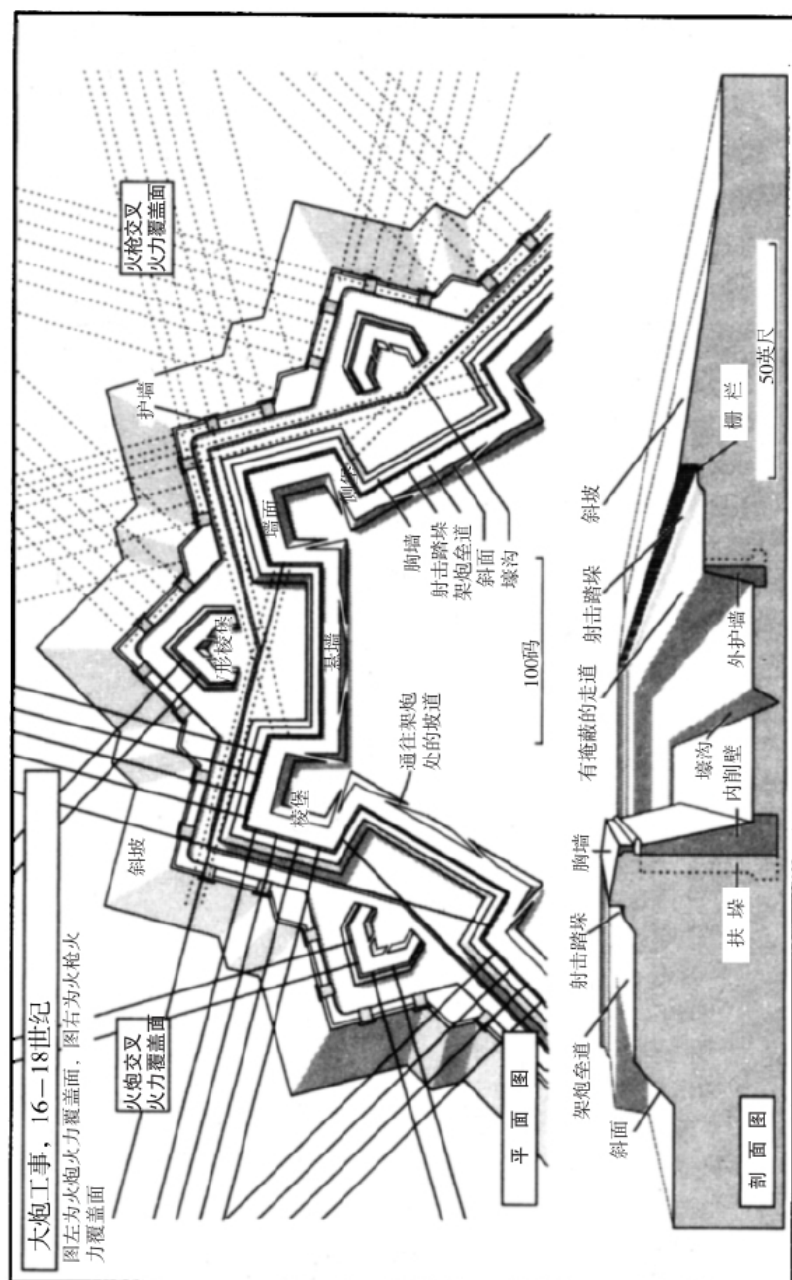 大炮工事，16—18世纪
图左为火炮火力覆盖面，图右为火枪火
力覆盖面
火炮交叉
火力覆盖面
火枪交叉
火力覆盖面
斜坡
护墙
V形棱堡
棱堡
墙面
侧堡
悬墙
胸墙
射击踏垛
架炮垒道
斜面
壕沟
通往架炮
处的坡道
100码
平面图
架炮垒道
斜面
射击踏垛
胸墙
扶垛
内削壁
壕沟
外护墙
有掩蔽的走道
射击踏垛
斜坡
栅栏
50英尺
剖面图